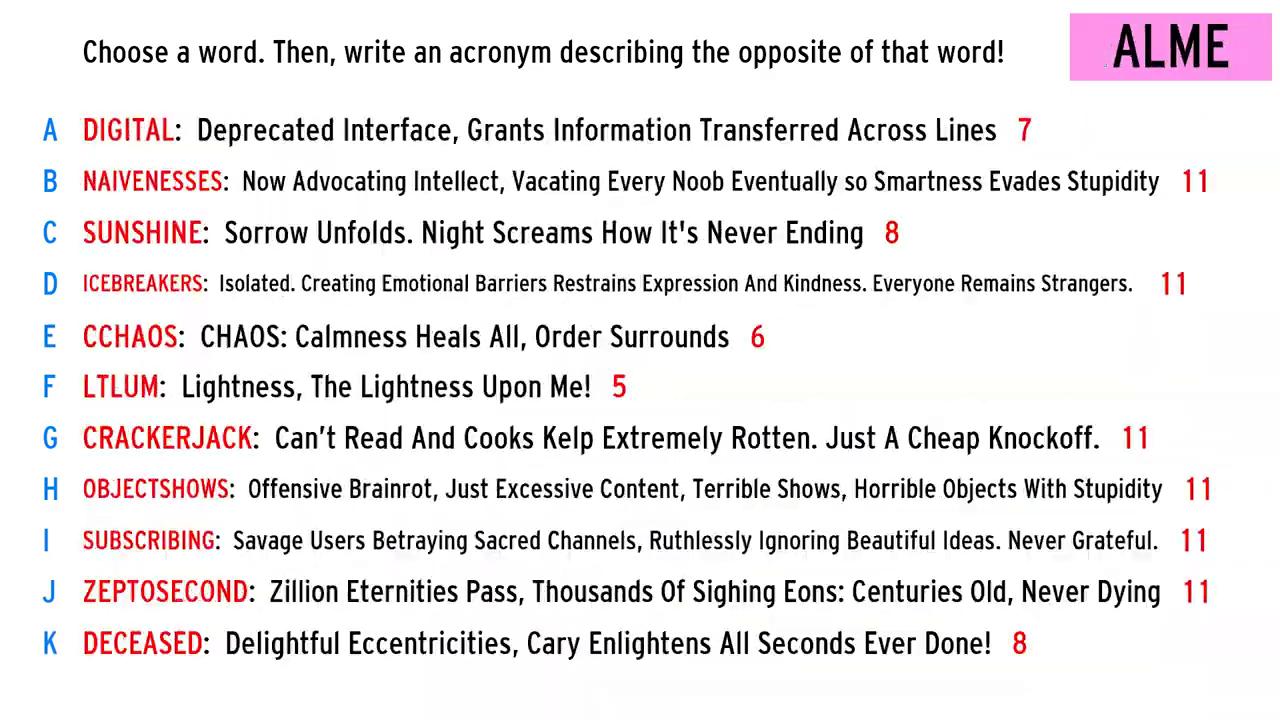 Choose a word. Then, write an acronym describing the opposite of that word!
ALME
A DIGITAL: Deprecated Interface, Grants Information Transferred Across Lines 7
B NAIVENESSES: Now Advocating Intellect, Vacating Every Noob Eventually so Smartness Evades Stupidity 11
C SUNSHINE: Sorrow Unfolds. Night Screams How It's Never Ending 8
D ICEBREAKERS: Isolated. Creating Emotional Barriers Restrains Expression And Kindness. Everyone Remains Strangers. 11
E CCHAOS: CHAOS: Calmness Heals All, Order Surrounds 6
F LTLUM: Lightness, The Lightness Upon Me! 5
G CRACKERJACK: Can’t Read And Cooks Kelp Extremely Rotten. Just A Cheap Knockoff. 11
H OBJECTSHOWS: Offensive Brainrot, Just Excessive Content, Terrible Shows, Horrible Objects With Stupidity 11
I SUBSCRIBING: Savage Users Betraying Sacred Channels, Ruthlessly Ignoring Beautiful Ideas. Never Grateful. 11
J ZEPTOSECOND: Zillion Eternities Pass, Thousands Of Sighing Eons: Centuries Old, Never Dying 11
K DECEASED: Delightful Eccentricities, Cary Enlightens All Seconds Ever Done! 8